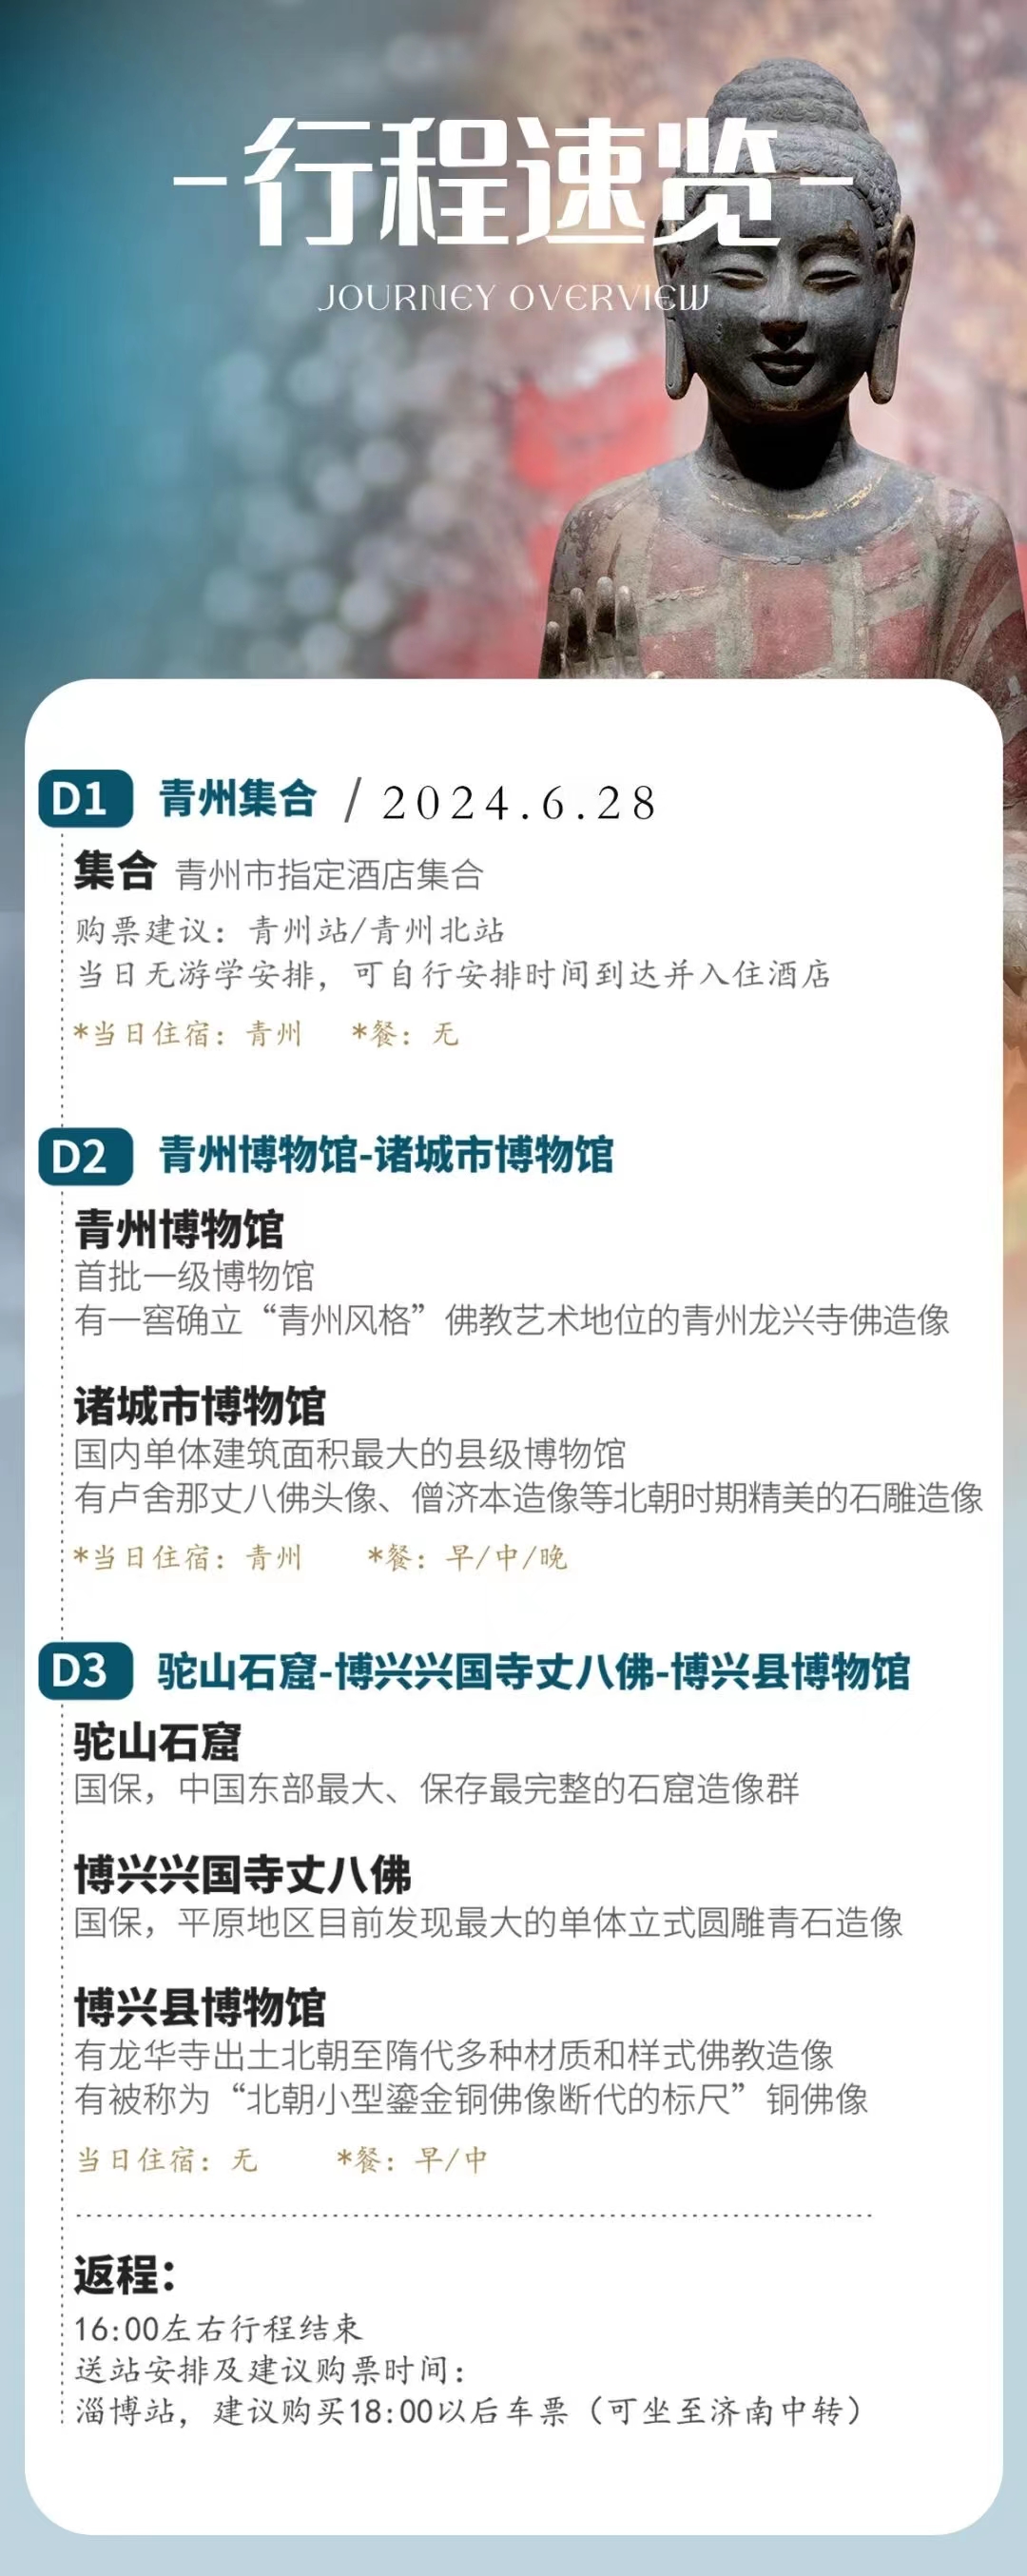 -行程速览-
JOURNEY OVERVIEW
D1 青州集合 / 2024.6.28
集合 青州市指定酒店集合
购票建议：青州站/青州北站
当日无游学安排，可自行安排时间到达并入住酒店
*当日住宿：青州 *餐：无
D2 青州博物馆-诸城市博物馆
青州博物馆
首批一级博物馆
有一窖确立“青州风格”佛教艺术地位的青州龙兴寺佛造像
诸城市博物馆
国内单体建筑面积最大的县级博物馆
有卢舍那丈八佛头像、僧济本造像等北朝时期精美的石雕造像
*当日住宿：青州 *餐：早/中/晚
D3 驼山石窟-博兴兴国寺丈八佛-博兴县博物馆
驼山石窟
国保，中国东部最大、保存最完整的石窟造像群
博兴兴国寺丈八佛
国保，平原地区目前发现最大的单体立式圆雕青石造像
博兴县博物馆
有龙华寺出土北朝至隋代多种材质和样式佛教造像
有被称为“北朝小型鎏金铜佛像断代的标尺”铜佛像
当日住宿：无 *餐：早/中
返程：
16:00左右行程结束
送站安排及建议购票时间：
淄博站，建议购买18:00以后车票（可坐至济南中转）